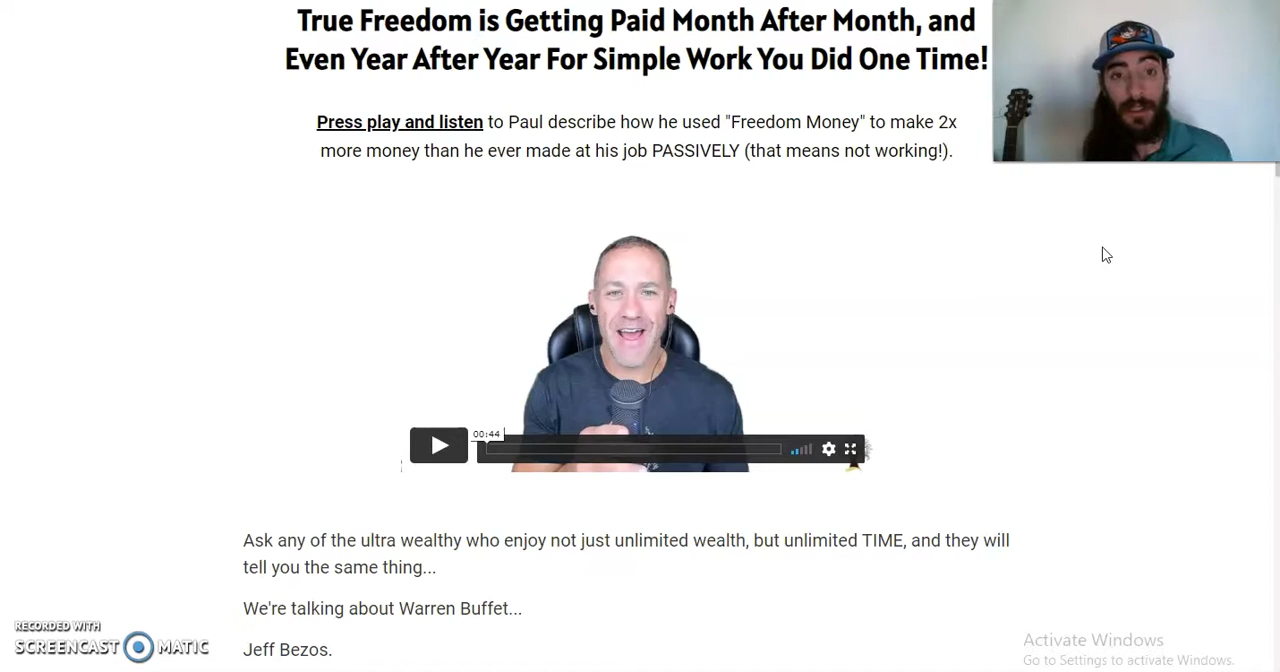 True Freedom is Getting Paid Month After Month, and
Even Year After Year For Simple Work You Did One Time!
Press play and listen to Paul describe how he used "Freedom Money" to make 2x
more money than he ever made at his job PASSIVELY (that means not working!).
00:44
Ask any of the ultra wealthy who enjoy not just unlimited wealth, but unlimited TIME, and they will
tell you the same thing...
We're talking about Warren Buffet...
Jeff Bezos.
RECORDED WITH
SCREENCAST MATIC
Activate Windows
Go to Settings to activate Windows.